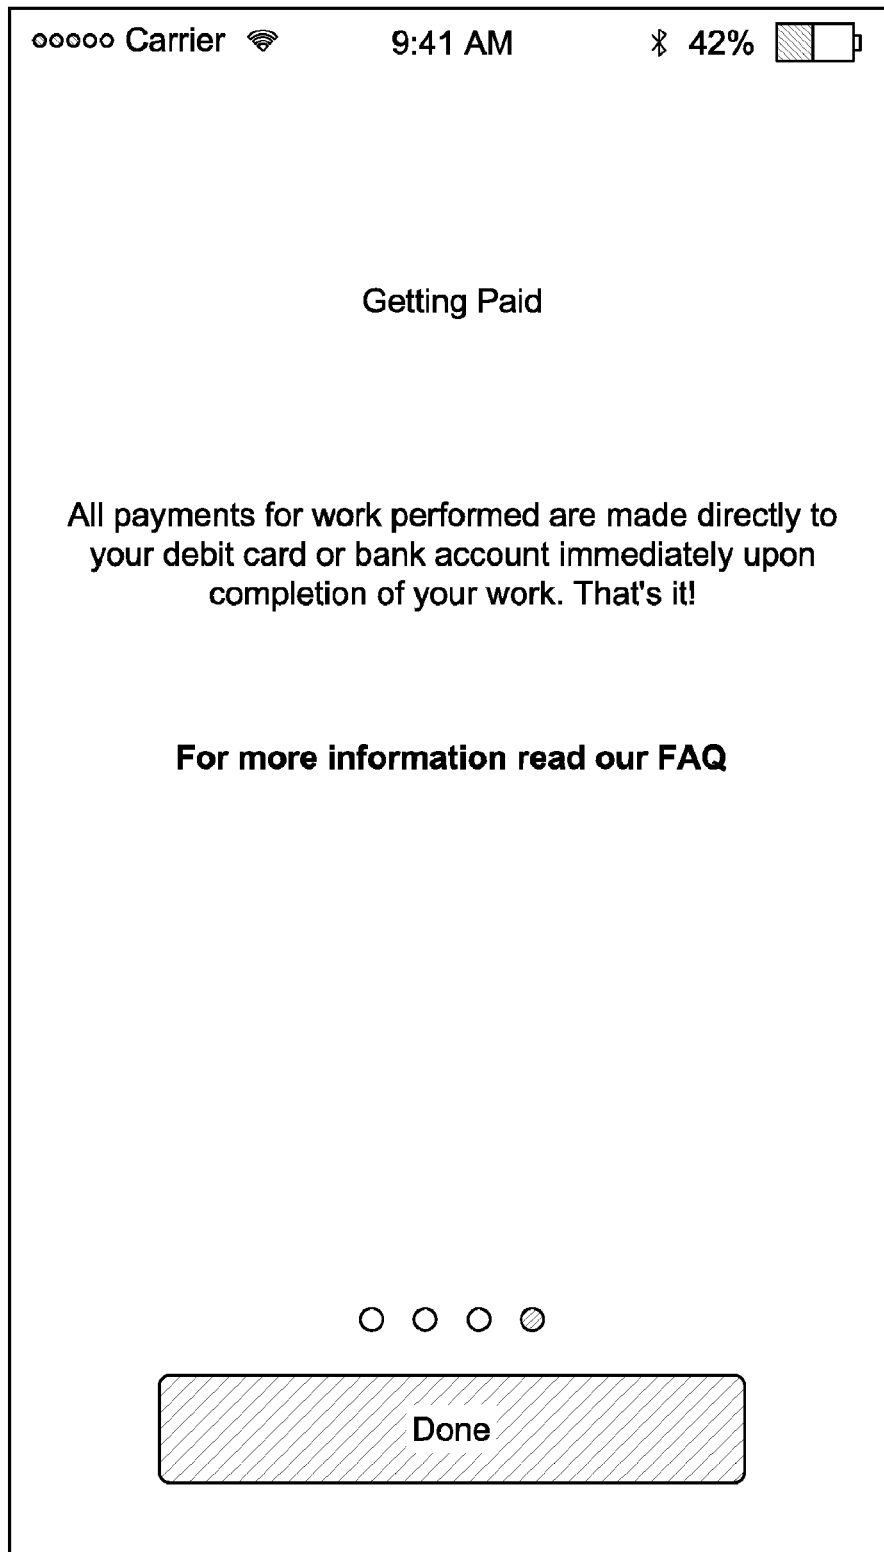 Carrier 9:41 AM 42%
Getting Paid
All payments for work performed are made directly to
your debit card or bank account immediately upon
completion of your work. That's it!
For more information read our FAQ
Done